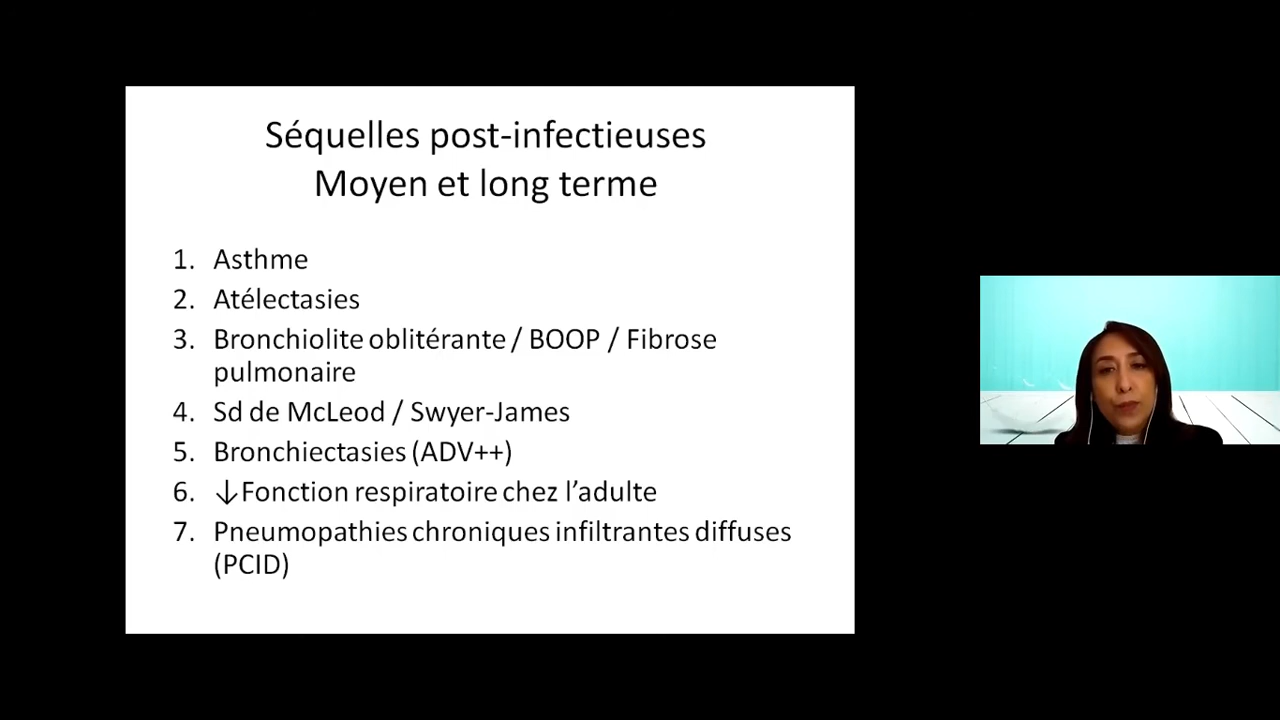 Séquelles post-infectieuses
Moyen et long terme
1. Asthme
2. Atélectasies
3. Bronchiolite oblitérante / BOOP / Fibrose
pulmonaire
4. Sd de McLeod / Swyer-James
5. Bronchiectasies (ADV++)
6. ↓Fonction respiratoire chez l’adulte
7. Pneumopathies chroniques infiltrantes diffuses
(PCID)